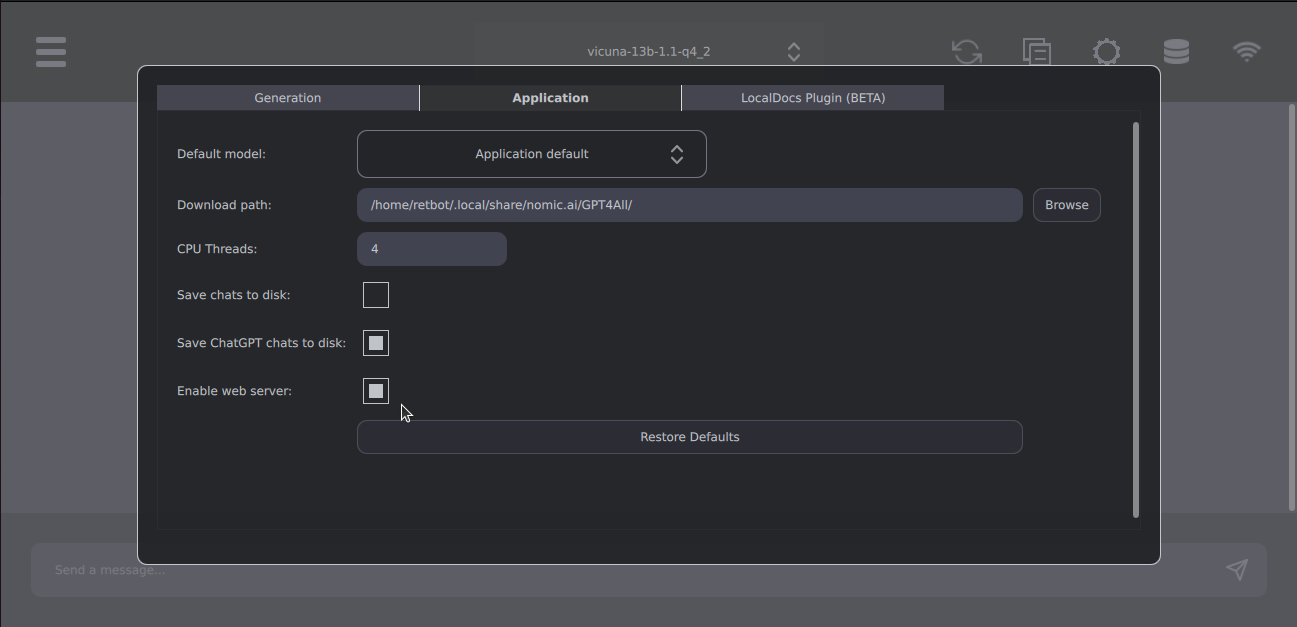 vicuna-13b-1.1-q4_2
Generation
Application
LocalDocs Plugin (BETA)
Default model:
Application default
Download path:
/home/retbot/.local/share/nomic.ai/GPT4All/
Browse
CPU Threads:
4
Save chats to disk:
Save ChatGPT chats to disk:
Enable web server:
Restore Defaults
Send a message...